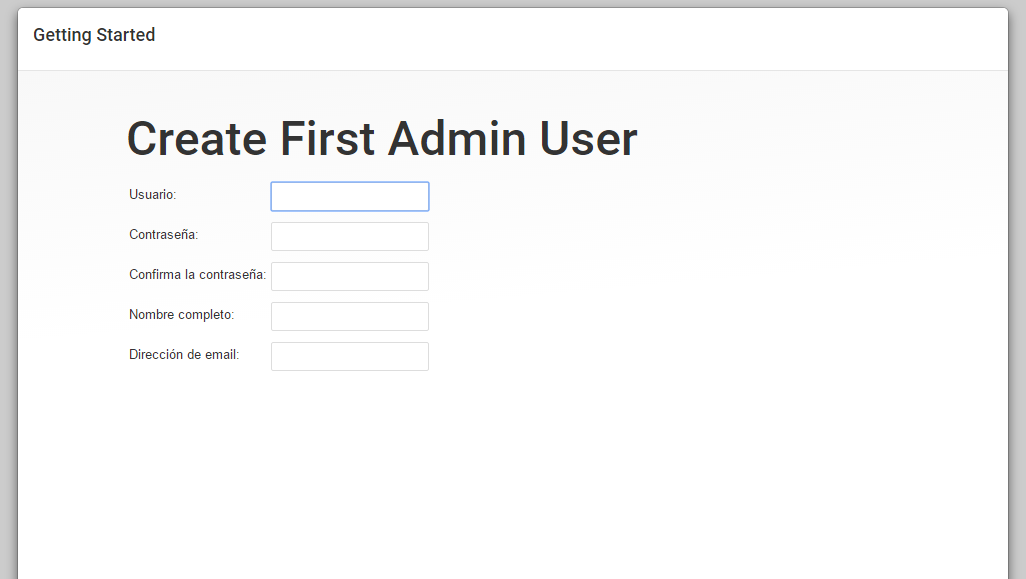 Getting Started
Create First Admin User
Usuario:
Contraseña:
Confirma la contraseña:
Nombre completo:
Dirección de email: